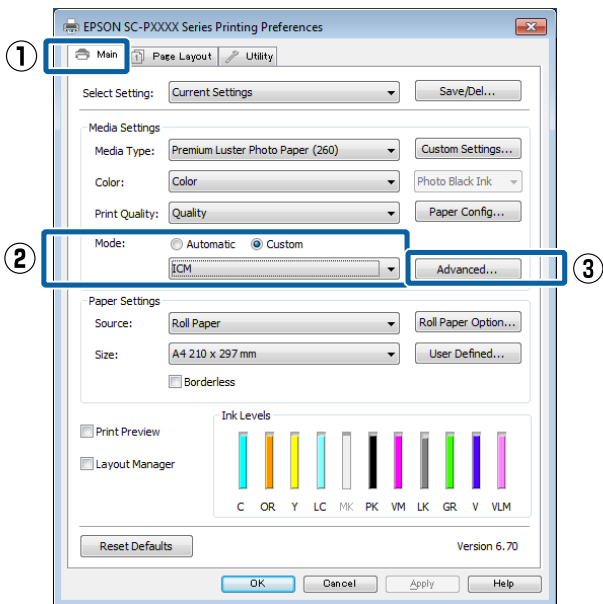 EPSON SC-PXXXX Series Printing Preferences
① Main Page Layout Utility
Select Setting: Current Settings Save/Del...
Media Settings
Media Type: Premium Luster Photo Paper (260) Custom Settings...
Color: Color Photo Black Ink
Print Quality: Quality Paper Config...
② Mode: Automatic Custom
ICM Advanced... ③
Paper Settings
Source: Roll Paper Roll Paper Option...
Size: A4 210 x 297 mm User Defined...
Borderless
Ink Levels
Print Preview
Layout Manager
C OR Y LC MK PK VM LK GR V VLM
Reset Defaults Version 6.70
OK Cancel Apply Help